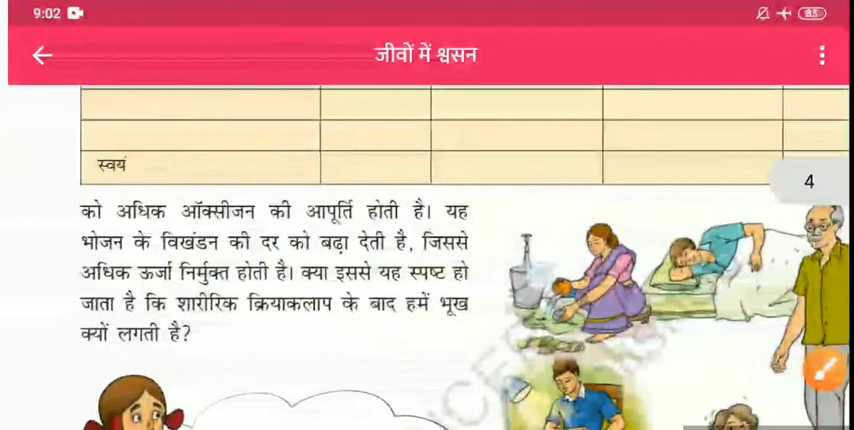 9:02
83
जीवों में श्वसन
स्वयं
4
को अधिक ऑक्सीजन की आपूर्ति होती है। यह
भोजन के विखंडन की दर को बढ़ा देती है, जिससे
अधिक ऊर्जा निर्मुक्त होती है। क्या इससे यह स्पष्ट हो
जाता है कि शारीरिक क्रियाकलाप के बाद हमें भूख
क्यों लगती है?